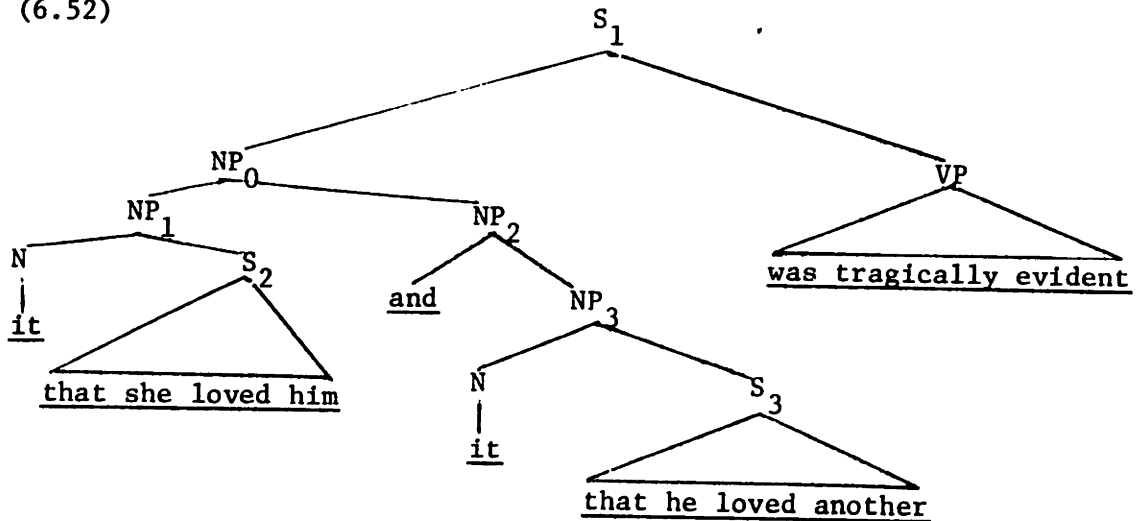 (6.52)
S1
NP0 VP
NP1 NP2
N S2 and NP3 was tragically evident
it
that she loved him N S3
it
that he loved another